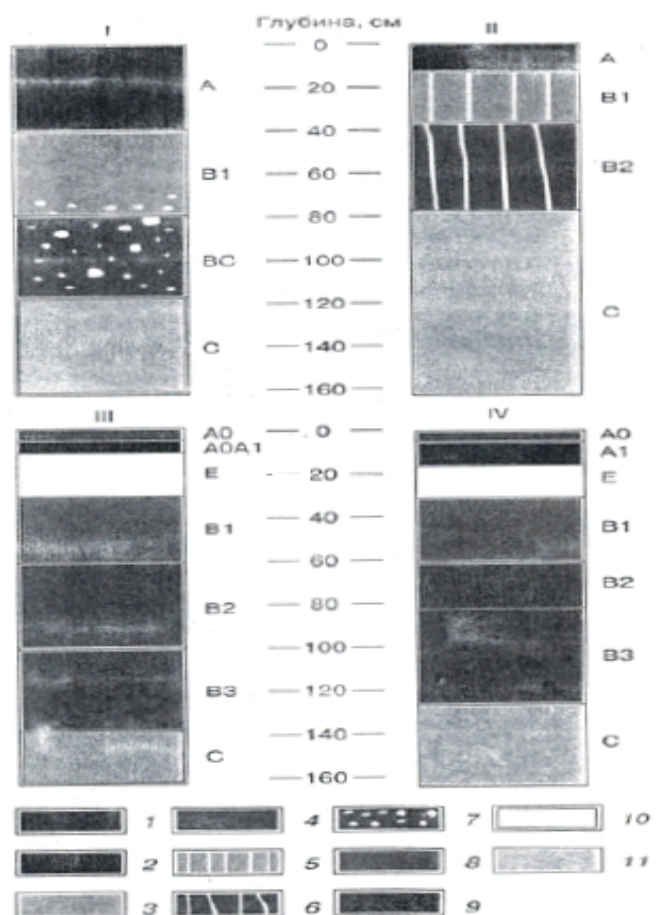 Глубина, см
I II
0
A
A 20 B1
40
B1 60 B2
80
BC 100
120 C
C 140
160
III IV
A0 0 A0
A0A1 A1
E 20 E
B1 40 B1
60
B2 80 B2
100
B3 120 B3
140
C 160 C
1 4 7 10
2 5 8 11
3 6 9